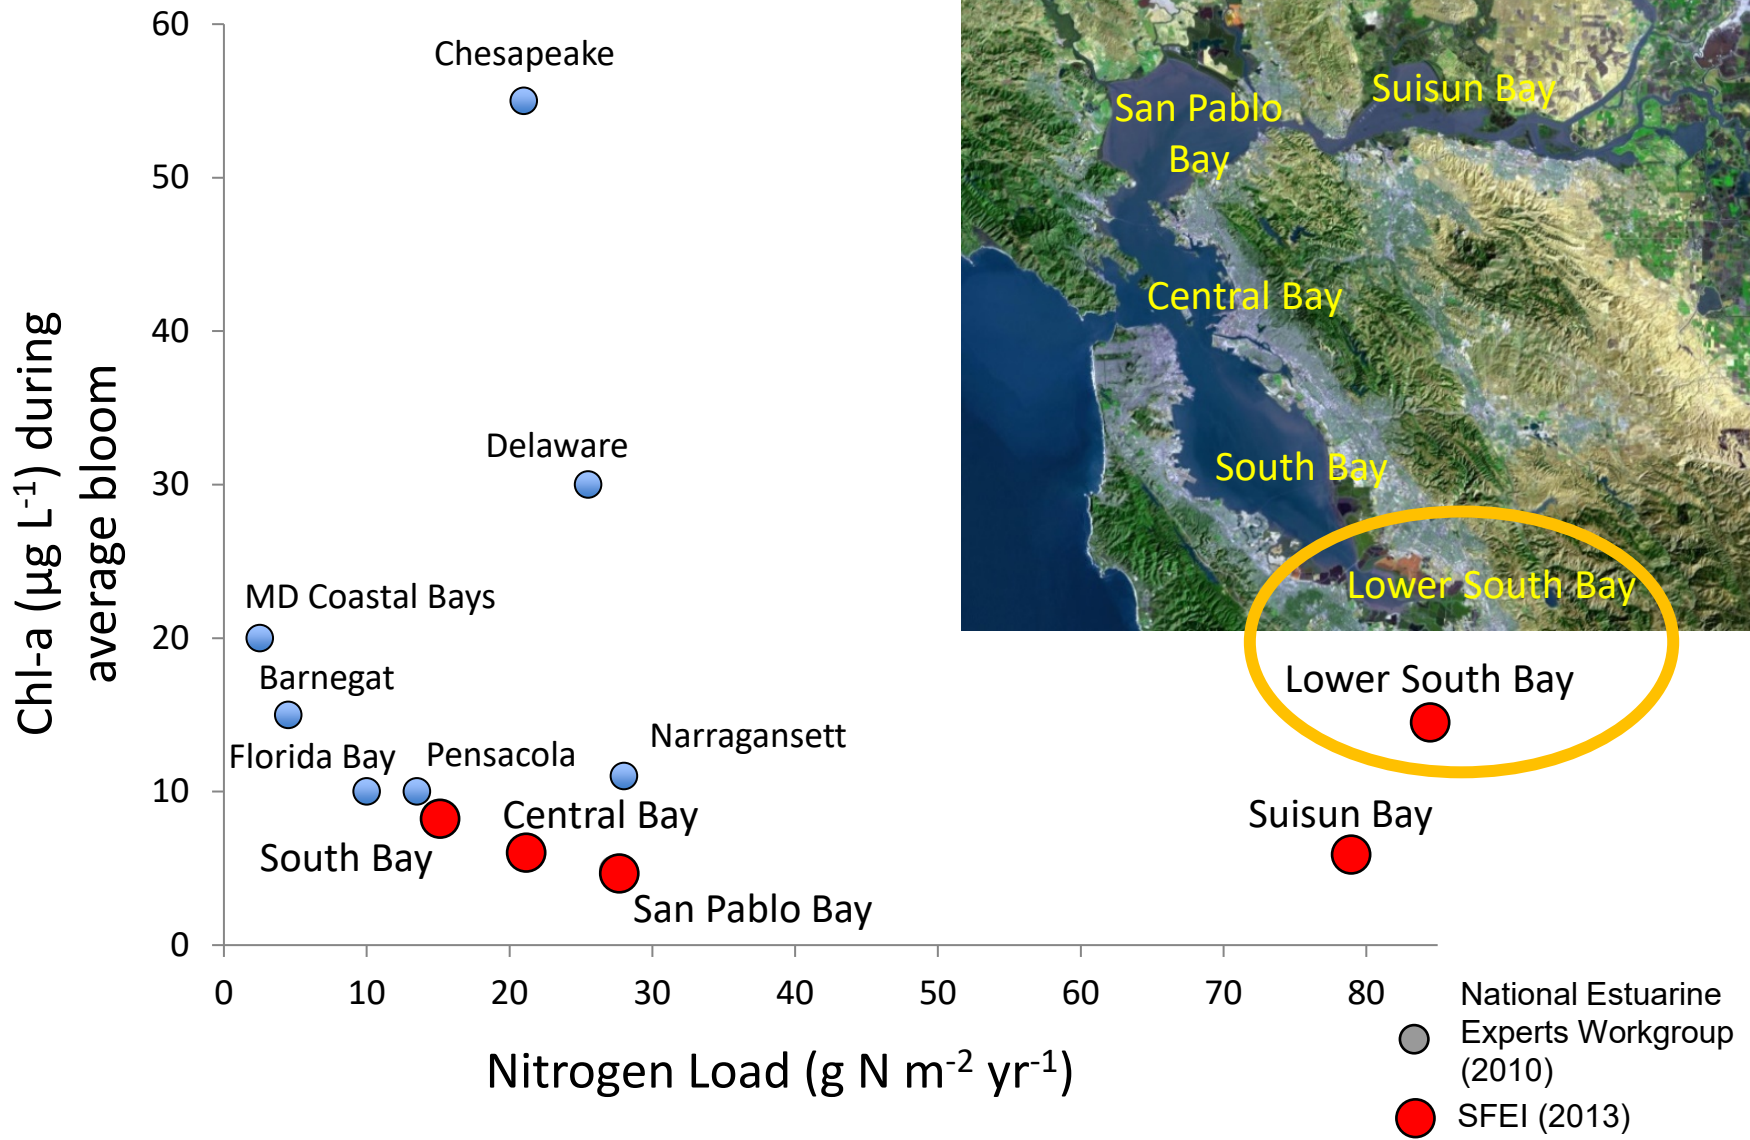 60
50
40
30
20
10
0
Chl-a (µg L-1) during
average bloom
Chesapeake
Delaware
MD Coastal Bays
Barnegat
Florida Bay
Pensacola
Narragansett
South Bay
Central Bay
San Pablo Bay
Suisun Bay
Lower South Bay
San Pablo
Bay
Suisun Bay
Central Bay
South Bay
Lower South Bay
0 10 20 30 40 50 60 70 80
Nitrogen Load (g N m-2 yr-1)
National Estuarine
Experts Workgroup
(2010)
SFEI (2013)